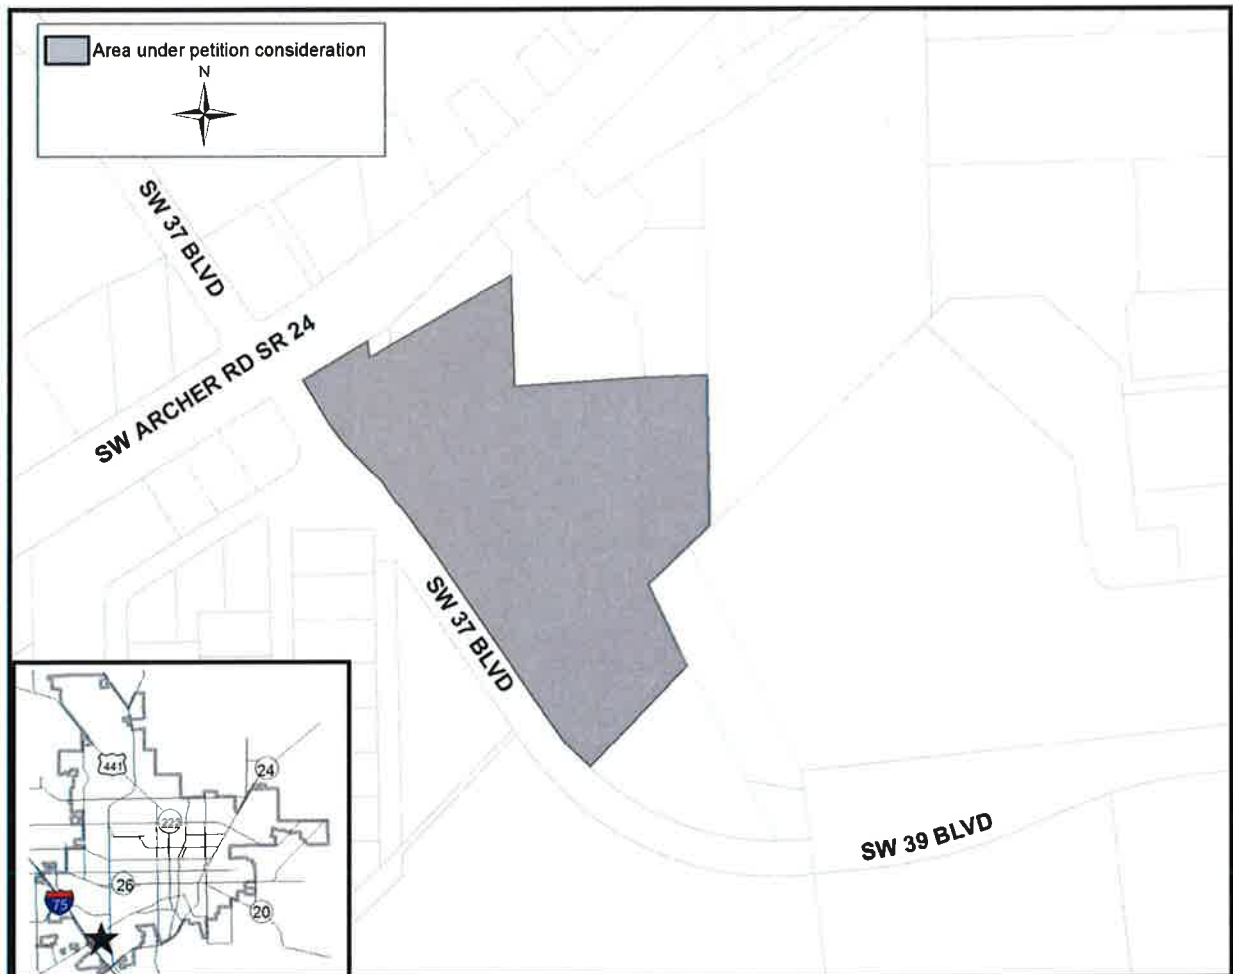 Area under petition consideration
N
SW 37 BLVD
SW ARCHER RD SR 24
SW 37 BLVD
SW 39 BLVD
441
24
222
26
75
20